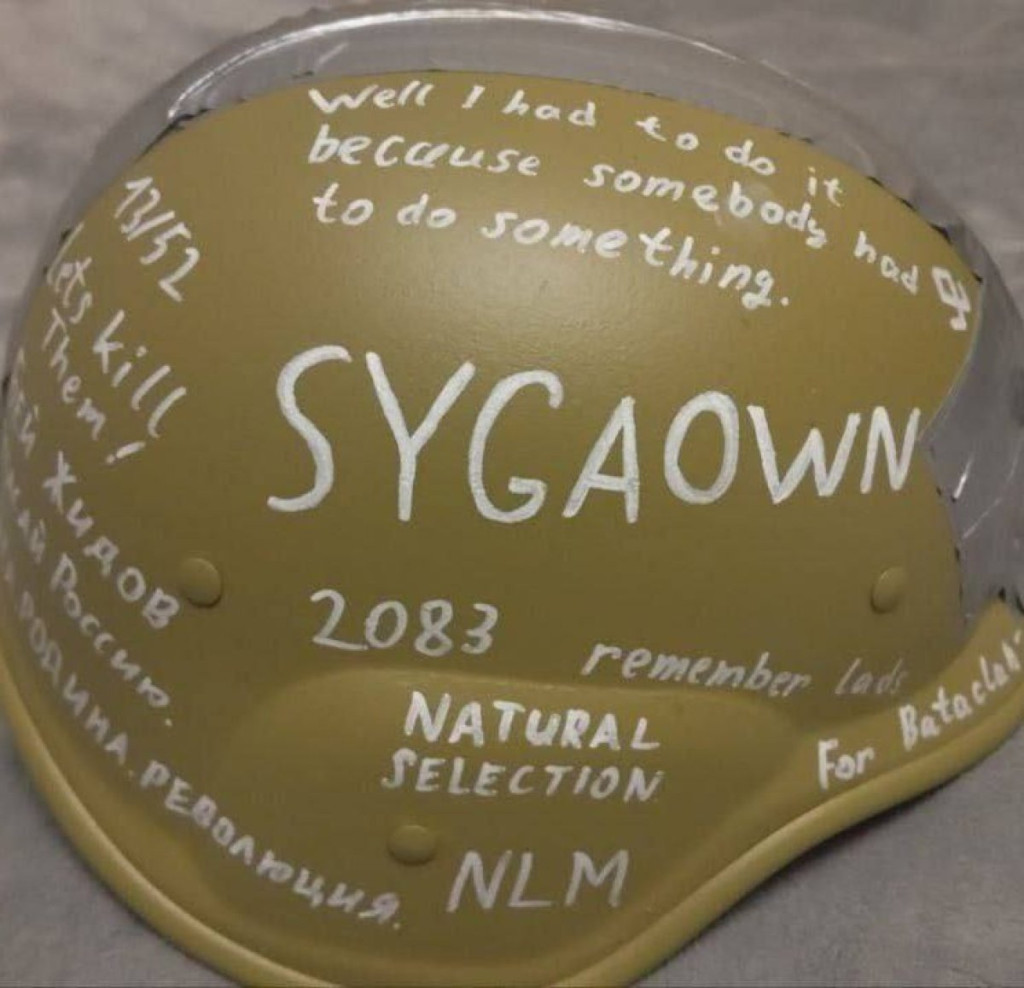 Well I had to do it
because somebody had
to do something.
13/52
Lets kill
Them!
ЖИДОВ
РОССИЮ.
РОДИНА. РЕВОЛЮЦИЯ.
SYGAOWN
2083
remember lads
NATURAL
SELECTION
For Bataclan
NLM